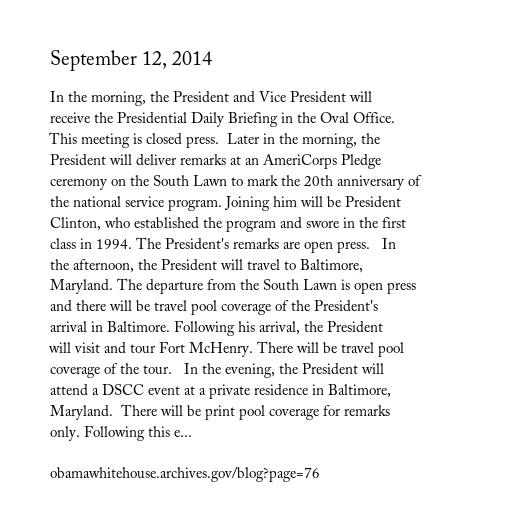 September 12, 2014
In the morning, the President and Vice President will
receive the Presidential Daily Briefing in the Oval Office.
This meeting is closed press.  Later in the morning, the
President will deliver remarks at an AmeriCorps Pledge
ceremony on the South Lawn to mark the 20th anniversary of
the national service program. Joining him will be President
Clinton, who established the program and swore in the first
class in 1994. The President's remarks are open press.   In
the afternoon, the President will travel to Baltimore,
Maryland. The departure from the South Lawn is open press
and there will be travel pool coverage of the President's
arrival in Baltimore. Following his arrival, the President
will visit and tour Fort McHenry. There will be travel pool
coverage of the tour.   In the evening, the President will
attend a DSCC event at a private residence in Baltimore,
Maryland.  There will be print pool coverage for remarks
only. Following this e...
obamawhitehouse.archives.gov/blog?page=76